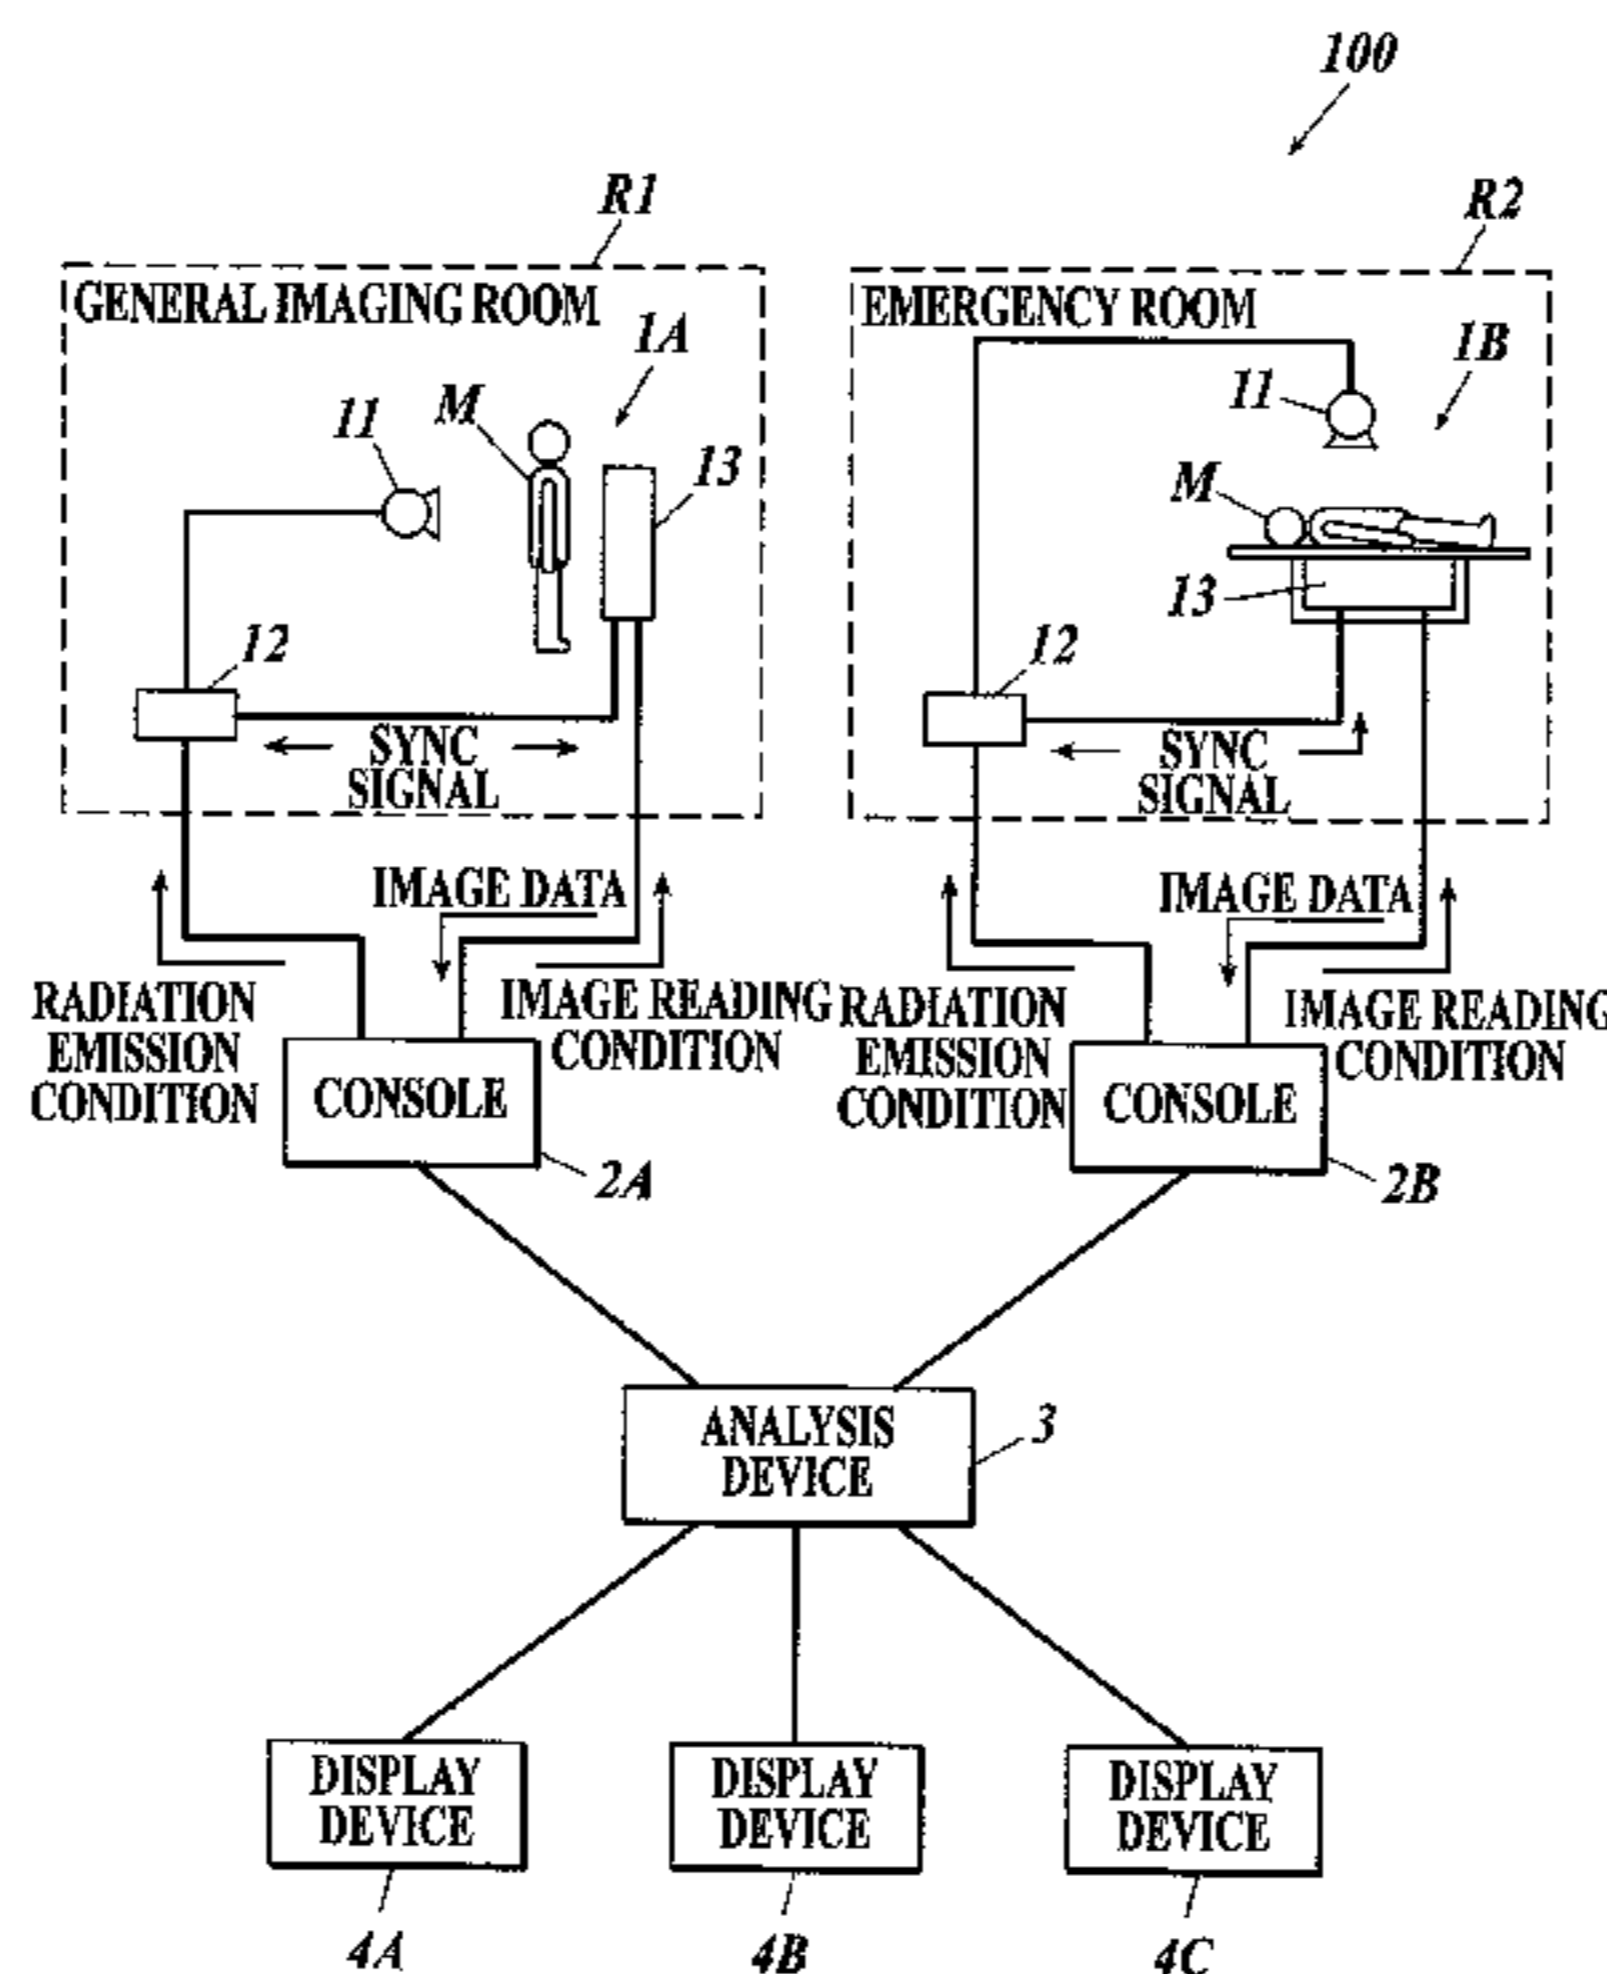 100
R1
R2
GENERAL IMAGING ROOM
EMERGENCY ROOM
1A
1B
11
M
13
11
M
13
12
12
SYNC
SIGNAL
SYNC
SIGNAL
IMAGE DATA
IMAGE DATA
RADIATION
EMISSION
CONDITION
IMAGE READING
CONDITION
RADIATION
EMISSION
CONDITION
IMAGE READING
CONDITION
CONSOLE
CONSOLE
2A
2B
ANALYSIS
DEVICE
3
DISPLAY
DEVICE
DISPLAY
DEVICE
DISPLAY
DEVICE
4A
4B
4C